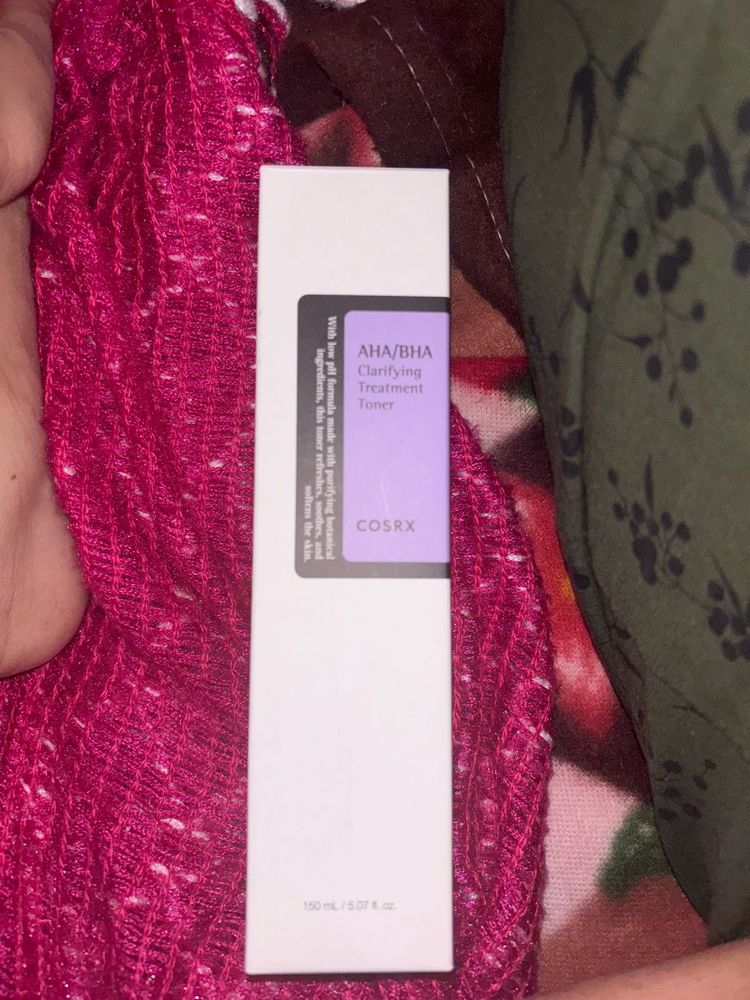 AHA/BHA
Clarifying
Treatment
Toner
COSRX
With low pH formula made with purifying botanical
ingredients, this toner refreshes, soothes, and
softens the skin.
150 mL / 5.07 fl. oz.